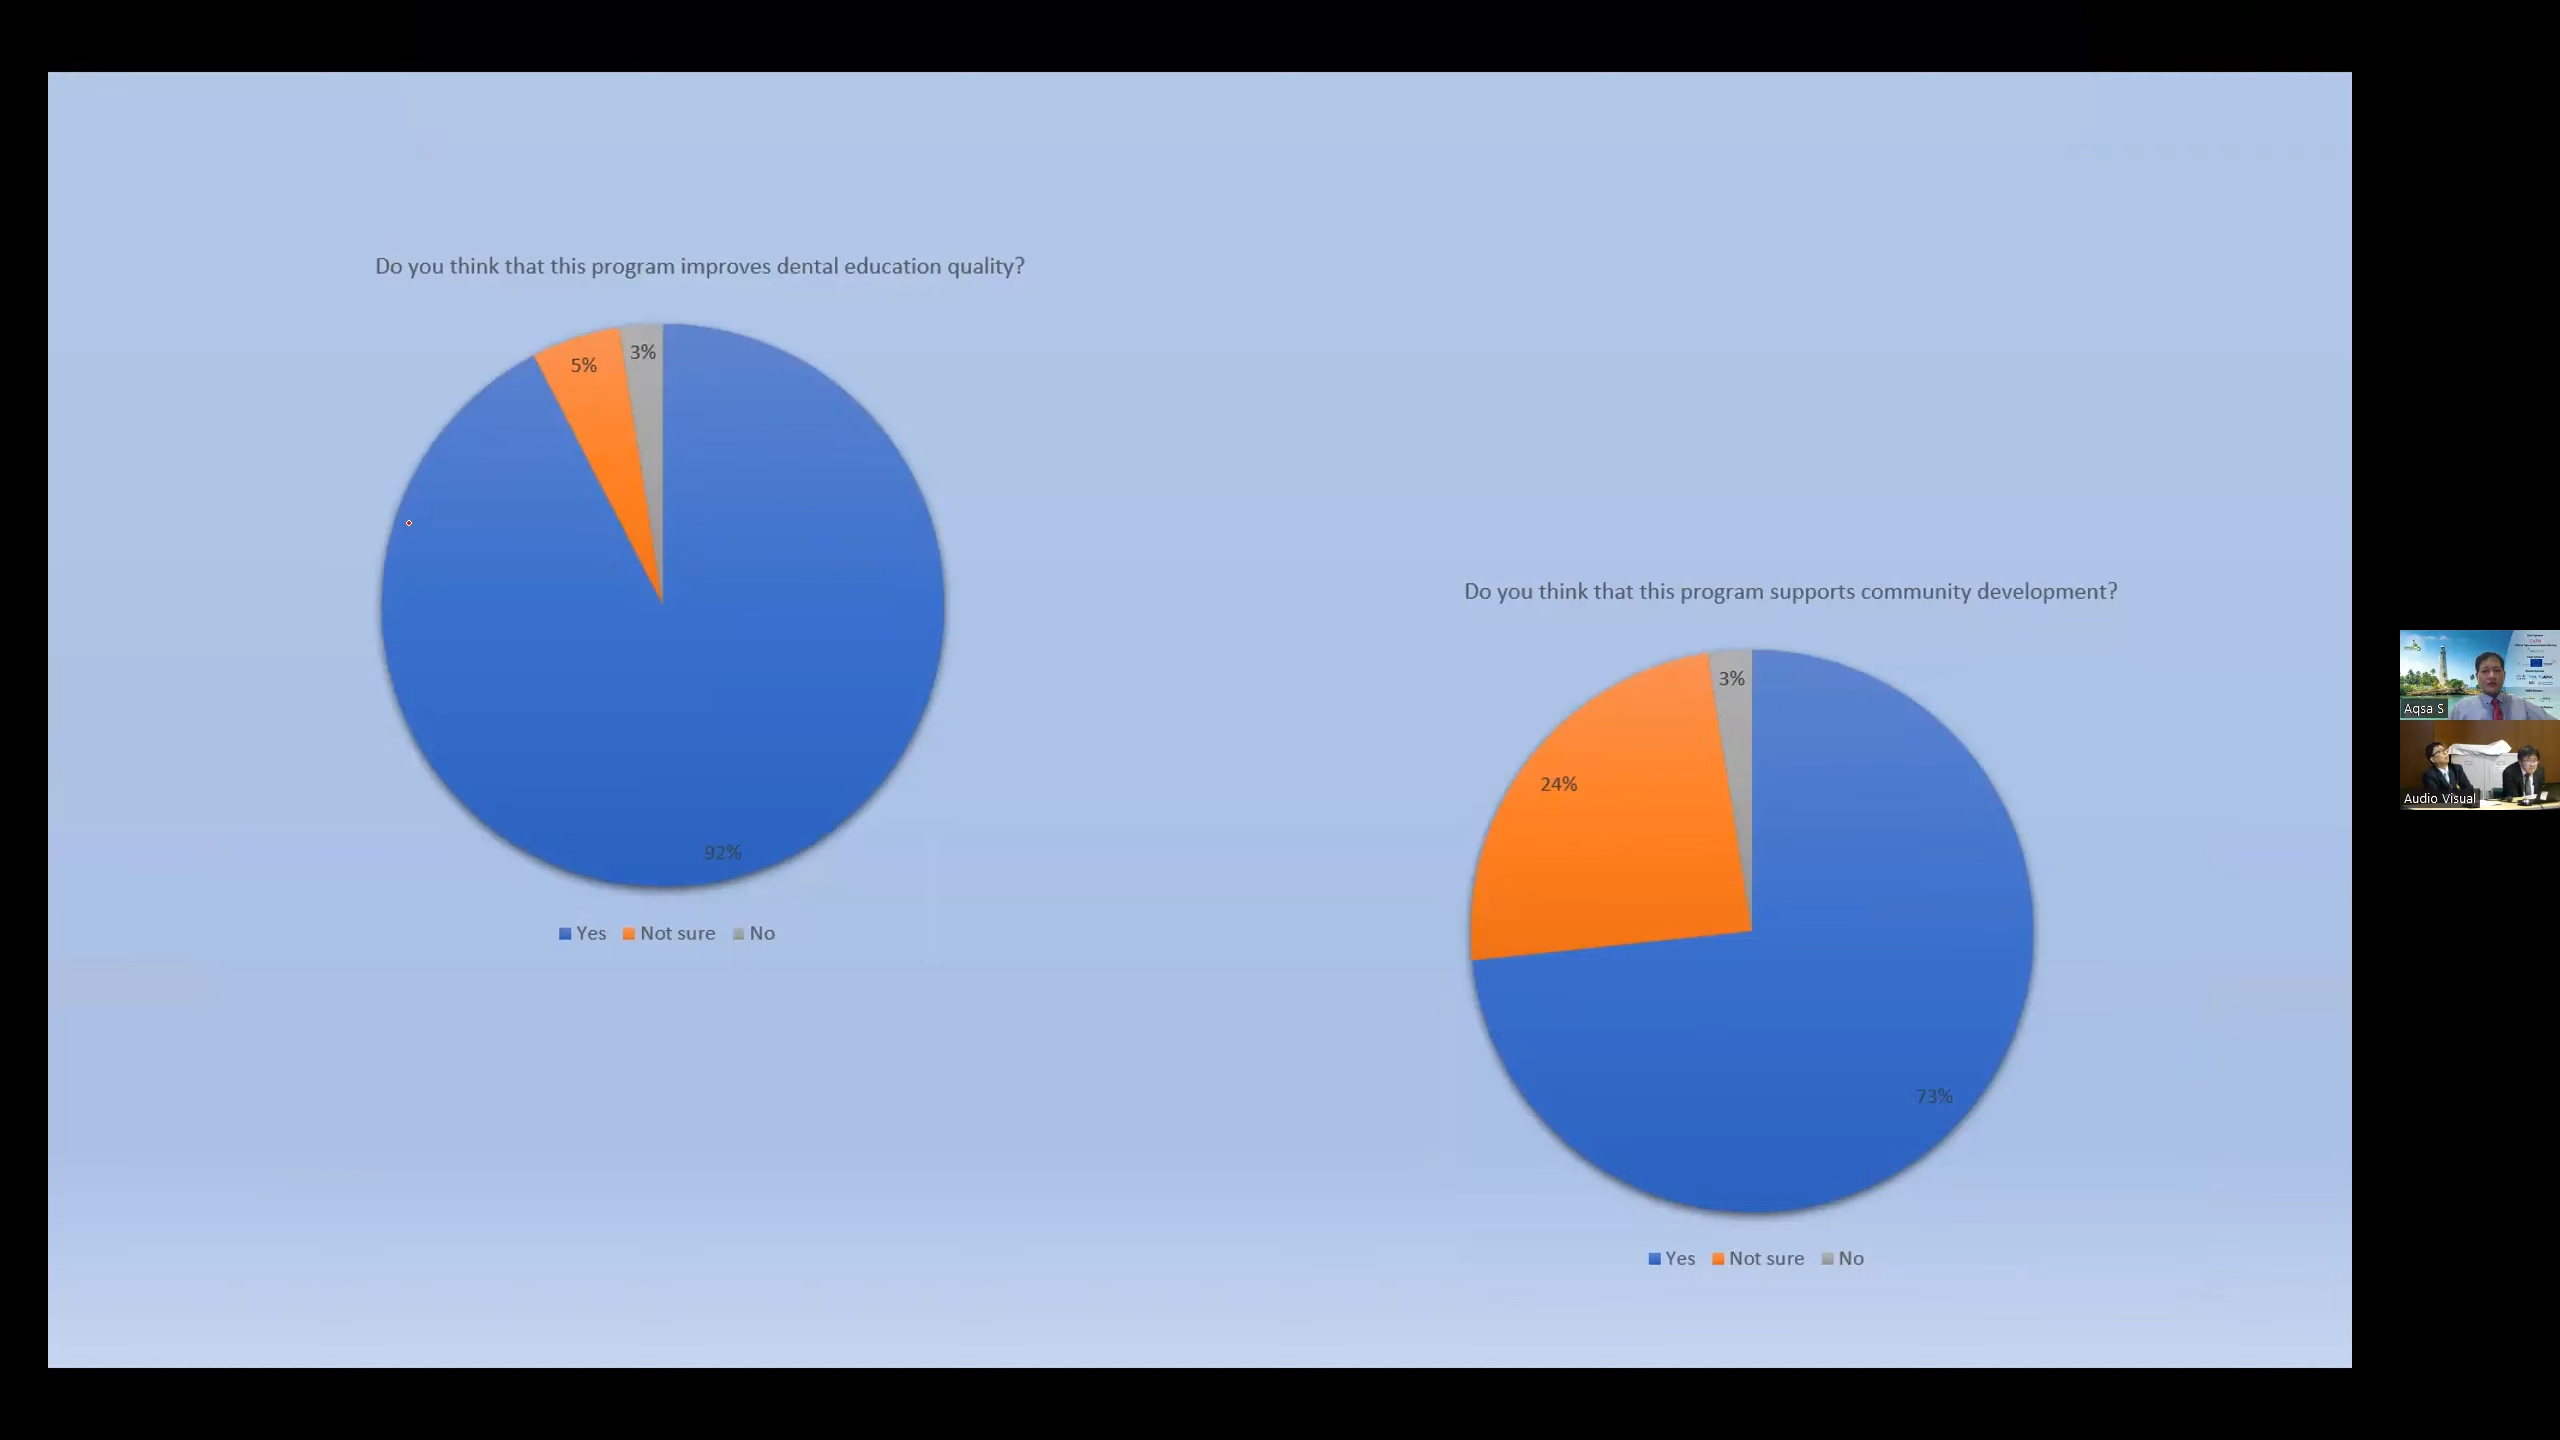 Do you think that this program improves dental education quality?
3%
5%
92%
Yes Not sure No
Do you think that this program supports community development?
3%
24%
73%
Yes Not sure No
Aqsa S
Audio Visual